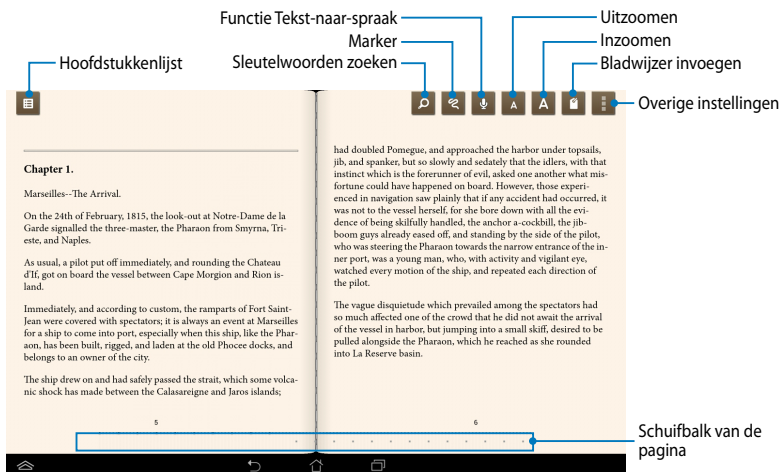 Functie Tekst-naar-spraak
Marker
Sleutelwoorden zoeken
Hoofdstukkenlijst
Uitzoomen
Inzoomen
Bladwijzer invoegen
Overige instellingen
A
A
Chapter 1.
Marseilles--The Arrival.
On the 24th of February, 1815, the look-out at Notre-Dame de la
Garde signalled the three-master, the Pharaon from Smyrna, Tri-
este, and Naples.
As usual, a pilot put off immediately, and rounding the Chateau
d'If, got on board the vessel between Cape Morgion and Rion is-
land.
Immediately, and according to custom, the ramparts of Fort Saint-
Jean were covered with spectators; it is always an event at Marseilles
for a ship to come into port, especially when this ship, like the Phar-
aon, has been built, rigged, and laden at the old Phocee docks, and
belongs to an owner of the city.
The ship drew on and had safely passed the strait, which some volca-
nic shock has made between the Calasareigne and Jaros islands;
5
had doubled Pomegue, and approached the harbor under topsails,
jib, and spanker, but so slowly and sedately that the idlers, with that
instinct which is the forerunner of evil, asked one another what mis-
fortune could have happened on board. However, those experi-
enced in navigation saw plainly that if any accident had occurred, it
was not to the vessel herself, for she bore down with all the evi-
dence of being skilfully handled, the anchor a-cockbill, the jib-
boom guys already eased off, and standing by the side of the pilot,
who was steering the Pharaon towards the narrow entrance of the in-
ner port, was a young man, who, with activity and vigilant eye,
watched every motion of the ship, and repeated each direction of
the pilot.
The vague disquietude which prevailed among the spectators had
so much affected one of the crowd that he did not await the arrival
of the vessel in harbor, but jumping into a small skiff, desired to be
pulled alongside the Pharaon, which he reached as she rounded
into La Reserve basin.
6
Schuifbalk van de
pagina